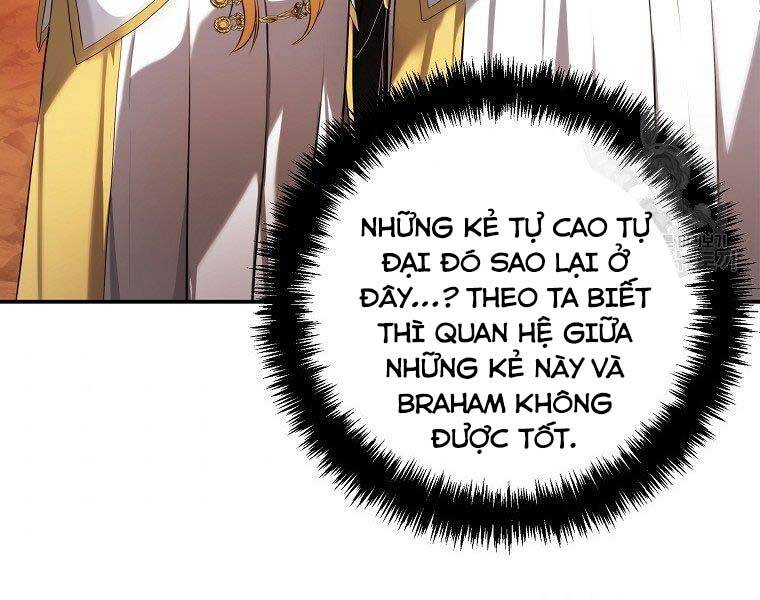 NHỮNG KẺ TỰ CAO TỰ
ĐẠI ĐÓ SAO LẠI Ở
ĐÂY...? THEO TA BIẾT
THÌ QUAN HỆ GIỮA
NHỮNG KẺ NÀY VÀ
BRAHAM KHÔNG
ĐƯỢC TỐT.